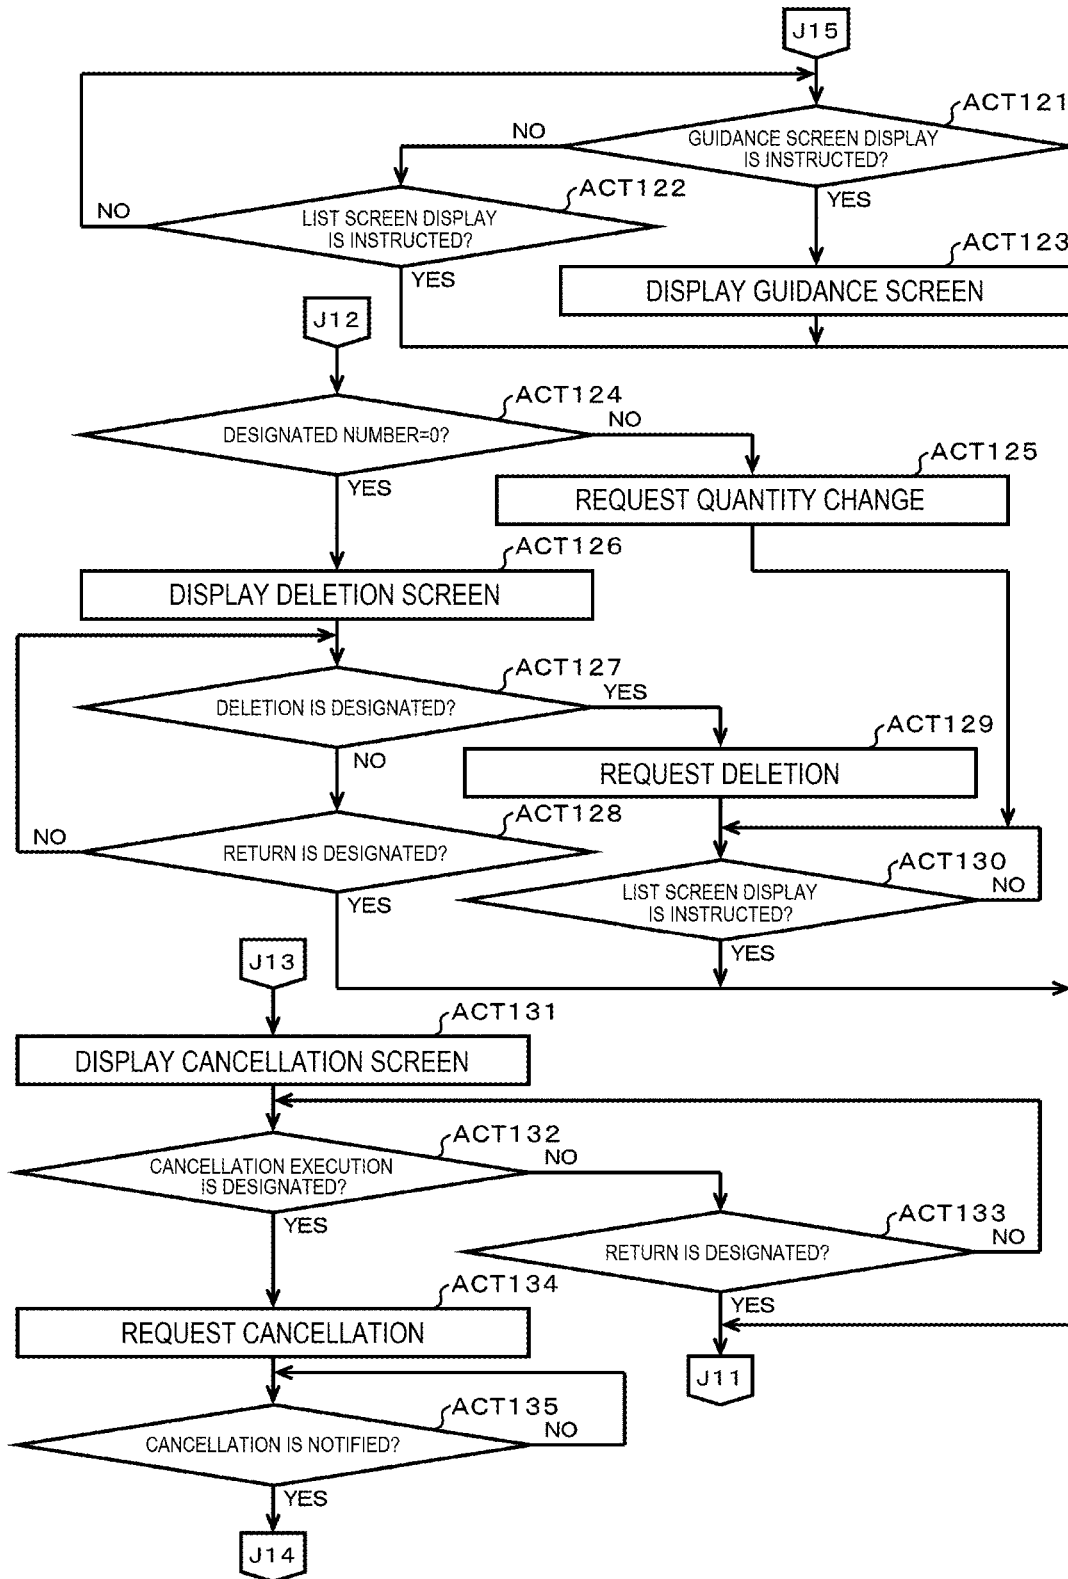 J15
ACT121
GUIDANCE SCREEN DISPLAY
IS INSTRUCTED?
NO
YES
ACT122
LIST SCREEN DISPLAY
IS INSTRUCTED?
NO
YES
ACT123
DISPLAY GUIDANCE SCREEN
J12
ACT124
DESIGNATED NUMBER=0?
NO
YES
ACT125
REQUEST QUANTITY CHANGE
ACT126
DISPLAY DELETION SCREEN
ACT127
DELETION IS DESIGNATED?
YES
NO
ACT129
REQUEST DELETION
ACT128
RETURN IS DESIGNATED?
NO
YES
ACT130
LIST SCREEN DISPLAY
IS INSTRUCTED?
NO
YES
J13
ACT131
DISPLAY CANCELLATION SCREEN
ACT132
CANCELLATION EXECUTION
IS DESIGNATED?
NO
YES
ACT133
RETURN IS DESIGNATED?
NO
YES
ACT134
REQUEST CANCELLATION
J11
ACT135
CANCELLATION IS NOTIFIED?
NO
YES
J14